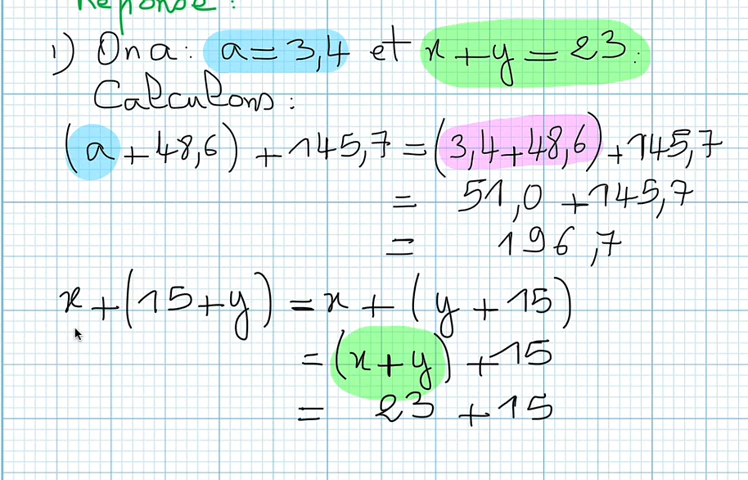 Réponse :
1) On a : a = 3,4 et x + y = 23.
Calculons :
(a + 48,6) + 145,7 = (3,4 + 48,6) + 145,7
= 51,0 + 145,7
= 196,7
x + (15 + y) = x + (y + 15)
= (x + y) + 15
= 23 + 15